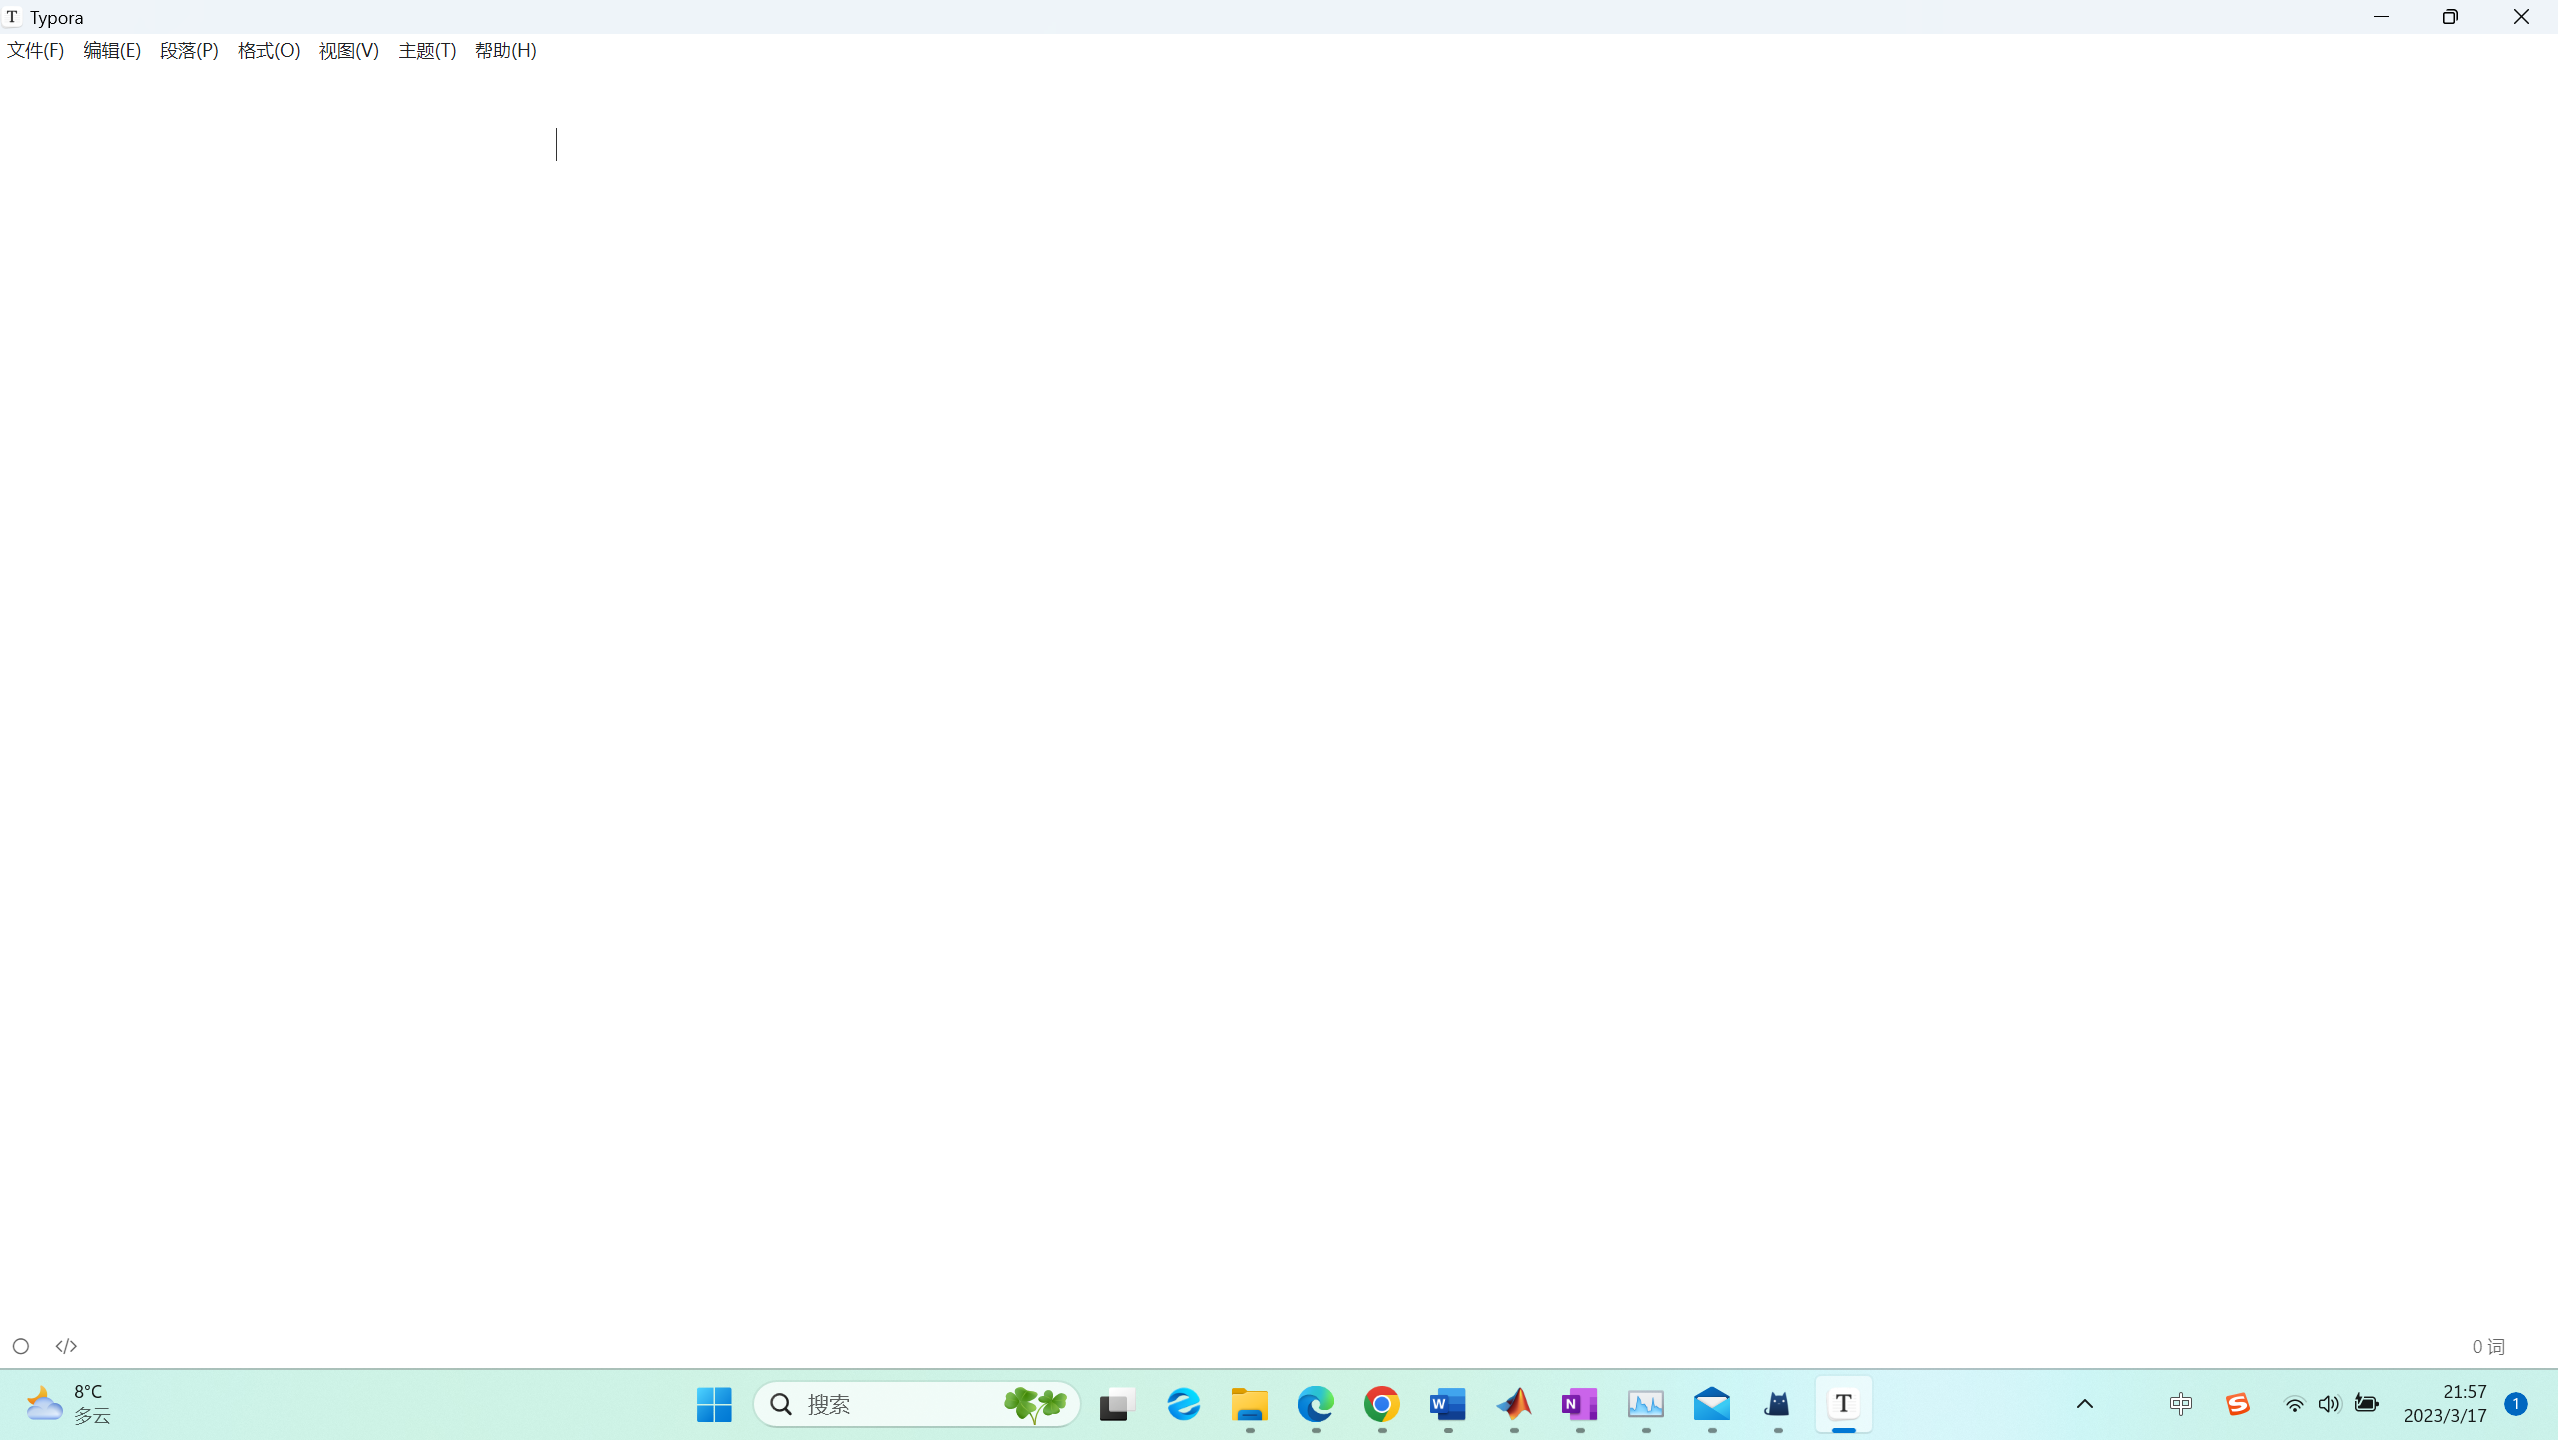 T Typora
文件(F) 编辑(E) 段落(P) 格式(O) 视图(V) 主题(T) 帮助(H)
</> 0 词
8°C
多云
搜索
W
N
T
中
S
21:57
2023/3/17
1